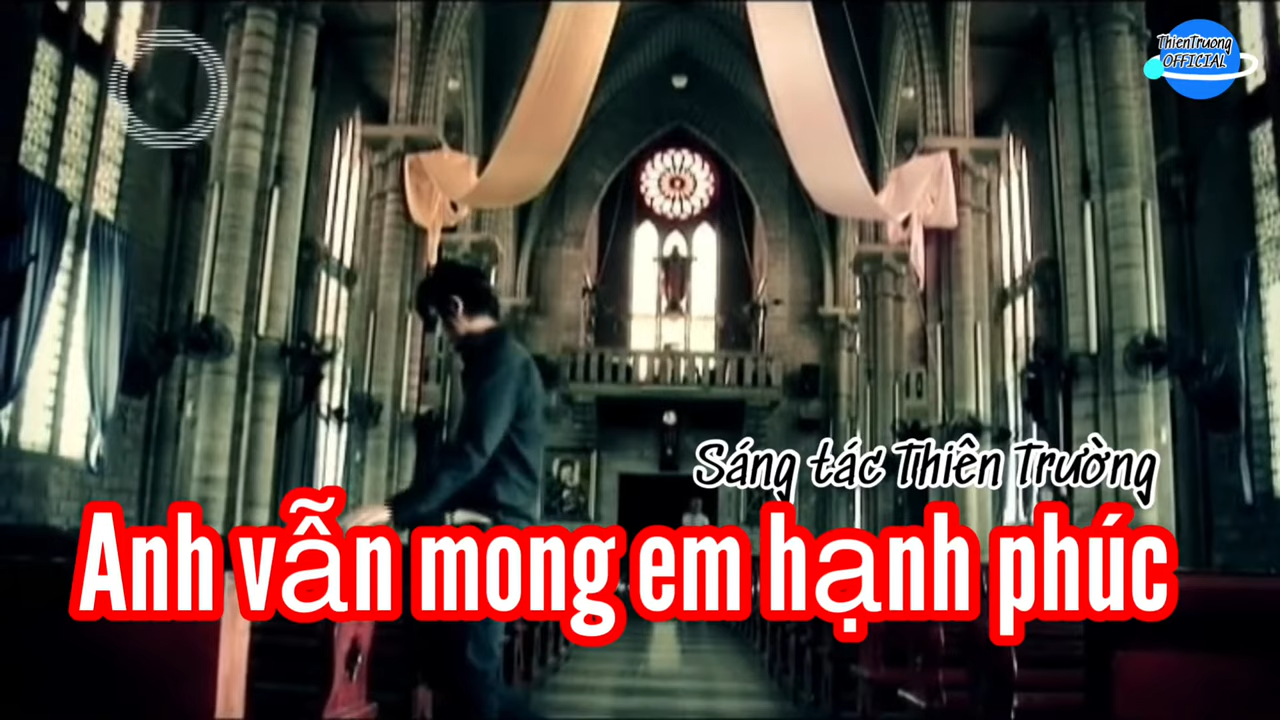 ThienTruong
OFFICIAL
Sáng tác Thiên Trường
Anh vẫn mong em hạnh phúc